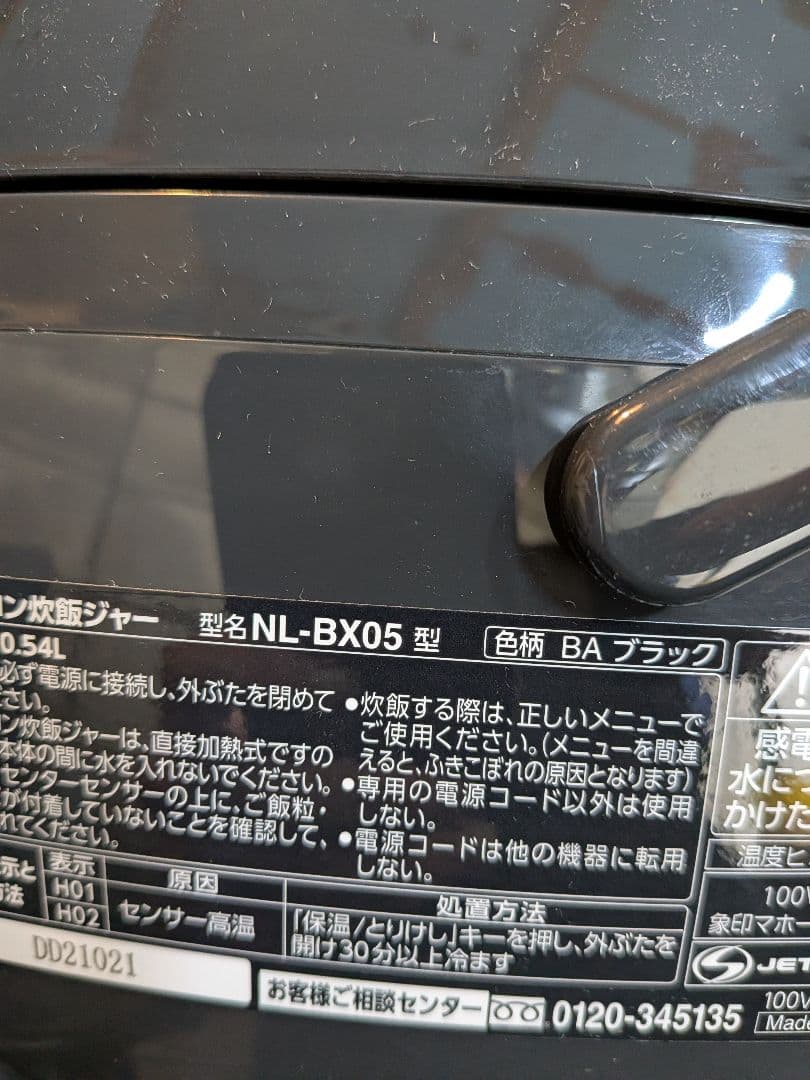 ン炊飯ジャー 型名 NL-BX05 型 色柄 BA ブラック
0.54L
必ず電源に接続し、外ぶたを閉めて
さい。
ン炊飯ジャーは、直接加熱式ですの
本体の間に水を入れないでください。
センターセンサーの上に、ご飯粒・
が付着していないことを確認して、
れてください。
●炊飯する際は、正しいメニューで
ご使用ください。(メニューを間違
えると、ふきこぼれの原因となります)
●専用の電源コード以外は使用
しない。
●電源コードは他の機器に転用
しない。
感電
水に
かけた
温度ヒ
100
象印マホー
JET
100V
Made
示と 表示 原因 処置方法
方法 H01 センサー高温 「保温/とりけし」キーを押し、外ぶたを
H02 開け30分以上冷ます
DD21021
お客様ご相談センター 0120-345135